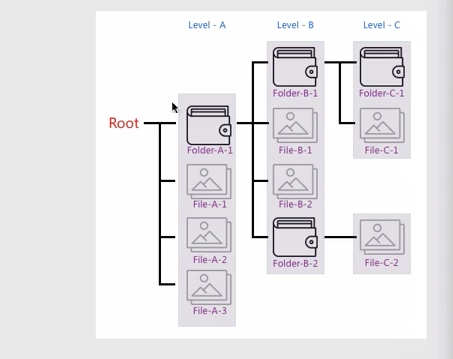 Level - A
Level - B
Level - C
Root
Folder-A-1
File-A-1
File-A-2
File-A-3
Folder-B-1
File-B-1
File-B-2
Folder-B-2
Folder-C-1
File-C-1
File-C-2